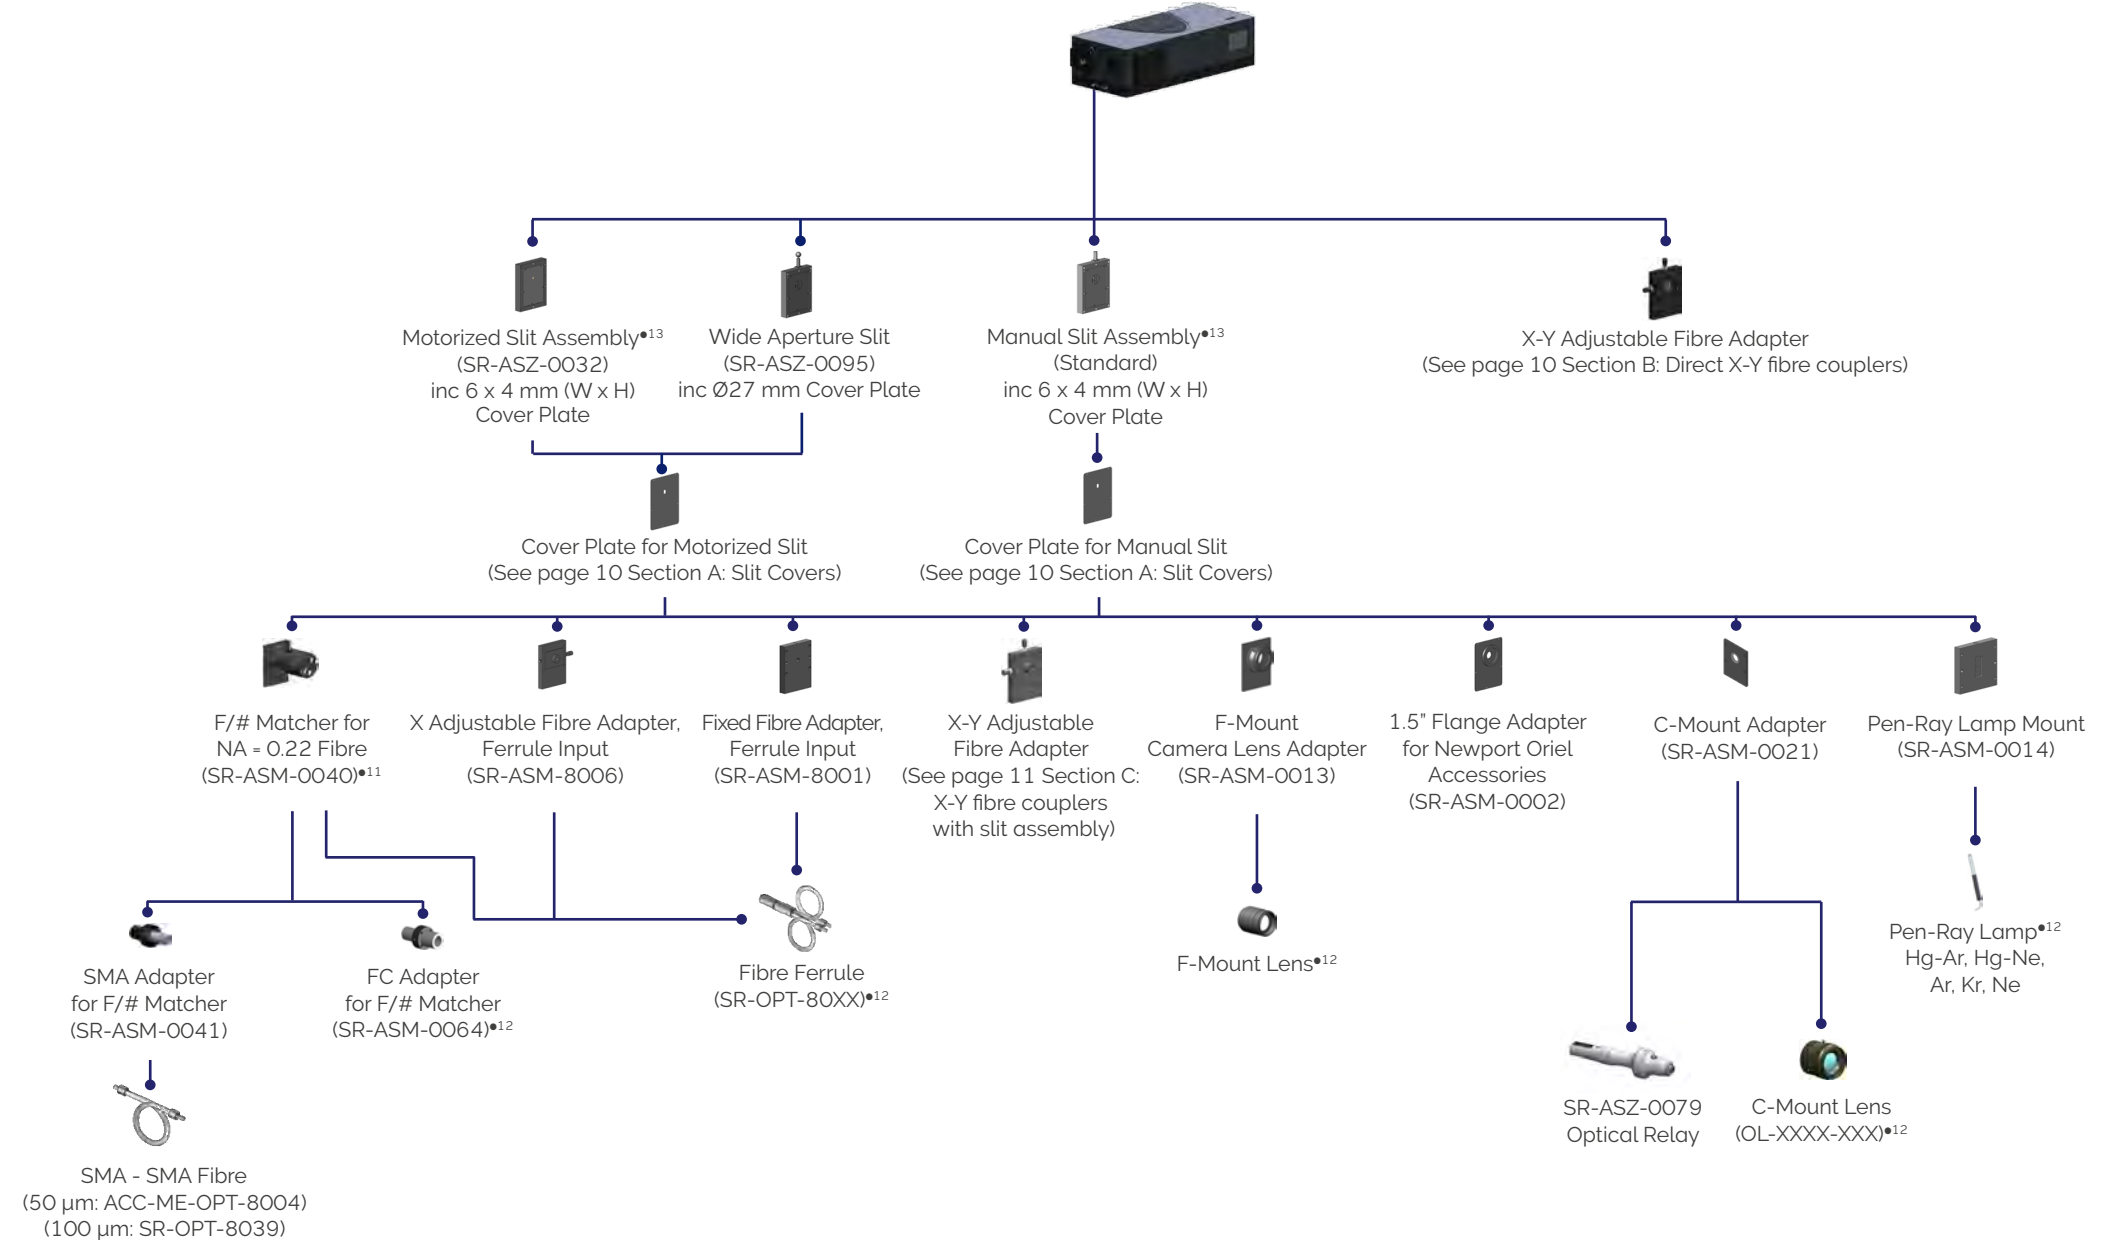 Motorized Slit Assembly●13
(SR-ASZ-0032)
inc 6 x 4 mm (W x H)
Cover Plate
Wide Aperture Slit
(SR-ASZ-0095)
inc Ø27 mm Cover Plate
Manual Slit Assembly●13
(Standard)
inc 6 x 4 mm (W x H)
Cover Plate
X-Y Adjustable Fibre Adapter
(See page 10 Section B: Direct X-Y fibre couplers)
Cover Plate for Motorized Slit
(See page 10 Section A: Slit Covers)
Cover Plate for Manual Slit
(See page 10 Section A: Slit Covers)
F/# Matcher for
NA = 0.22 Fibre
(SR-ASM-0040)●11
X Adjustable Fibre Adapter,
Ferrule Input
(SR-ASM-8006)
Fixed Fibre Adapter,
Ferrule Input
(SR-ASM-8001)
X-Y Adjustable
Fibre Adapter
(See page 11 Section C:
X-Y fibre couplers
with slit assembly)
F-Mount
Camera Lens Adapter
(SR-ASM-0013)
1.5" Flange Adapter
for Newport Oriel
Accessories
(SR-ASM-0002)
C-Mount Adapter
(SR-ASM-0021)
Pen-Ray Lamp Mount
(SR-ASM-0014)
SMA Adapter
for F/# Matcher
(SR-ASM-0041)
FC Adapter
for F/# Matcher
(SR-ASM-0064)●12
Fibre Ferrule
(SR-OPT-80XX)●12
F-Mount Lens●12
Pen-Ray Lamp●12
Hg-Ar, Hg-Ne,
Ar, Kr, Ne
SR-ASZ-0079
Optical Relay
C-Mount Lens
(OL-XXXX-XXX)●12
SMA - SMA Fibre
(50 µm: ACC-ME-OPT-8004)
(100 µm: SR-OPT-8039)